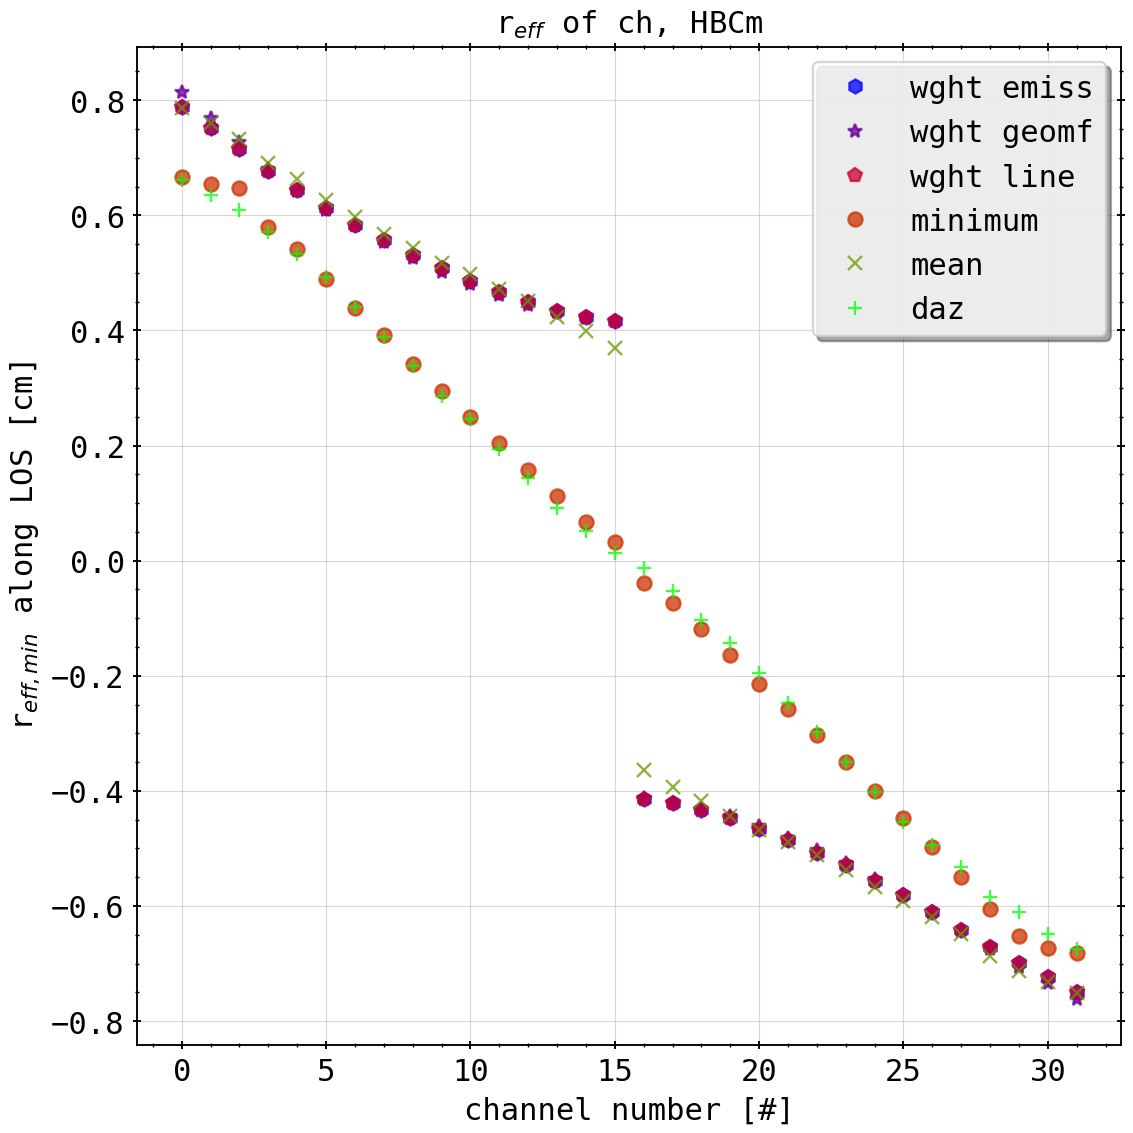 r_eff of ch, HBCm
wght emiss
wght geomf
wght line
minimum
mean
daz
r_eff,min along LOS [cm]
0.8
0.6
0.4
0.2
0.0
−0.2
−0.4
−0.6
−0.8
0 5 10 15 20 25 30
channel number [#]